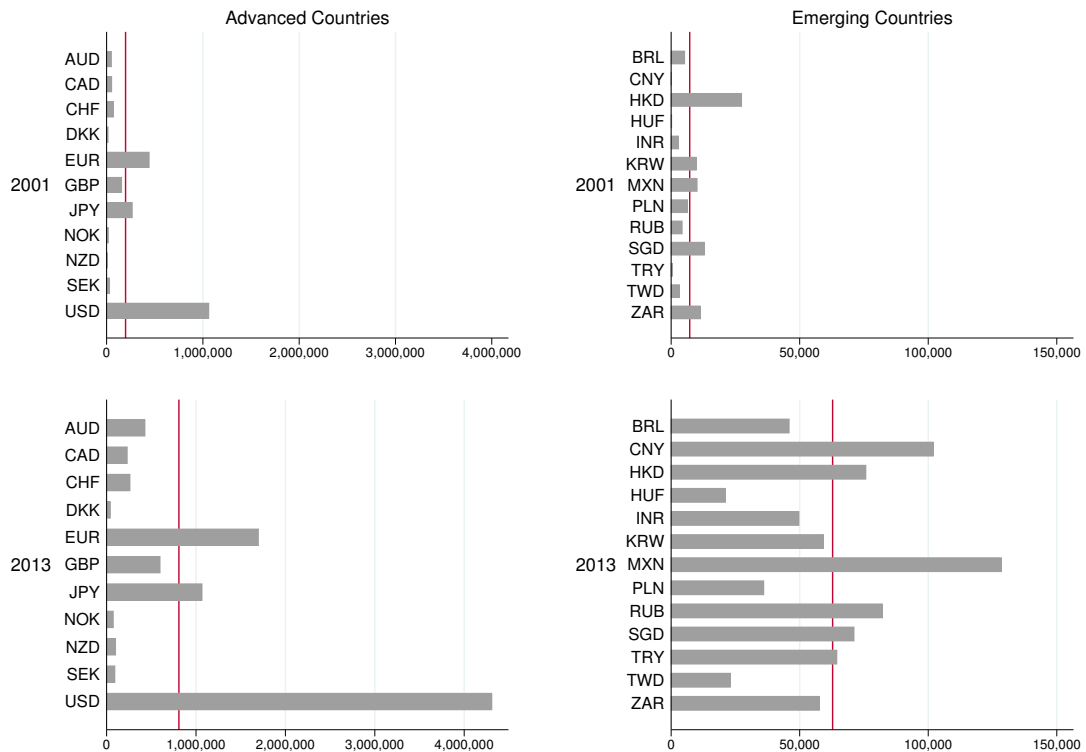 Advanced Countries
AUD
CAD
CHF
DKK
EUR
2001 GBP
JPY
NOK
NZD
SEK
USD
0 1,000,000 2,000,000 3,000,000 4,000,000
Emerging Countries
BRL
CNY
HKD
HUF
INR
KRW
2001 MXN
PLN
RUB
SGD
TRY
TWD
ZAR
0 50,000 100,000 150,000
AUD
CAD
CHF
DKK
EUR
2013 GBP
JPY
NOK
NZD
SEK
USD
0 1,000,000 2,000,000 3,000,000 4,000,000
BRL
CNY
HKD
HUF
INR
KRW
2013 MXN
PLN
RUB
SGD
TRY
TWD
ZAR
0 50,000 100,000 150,000